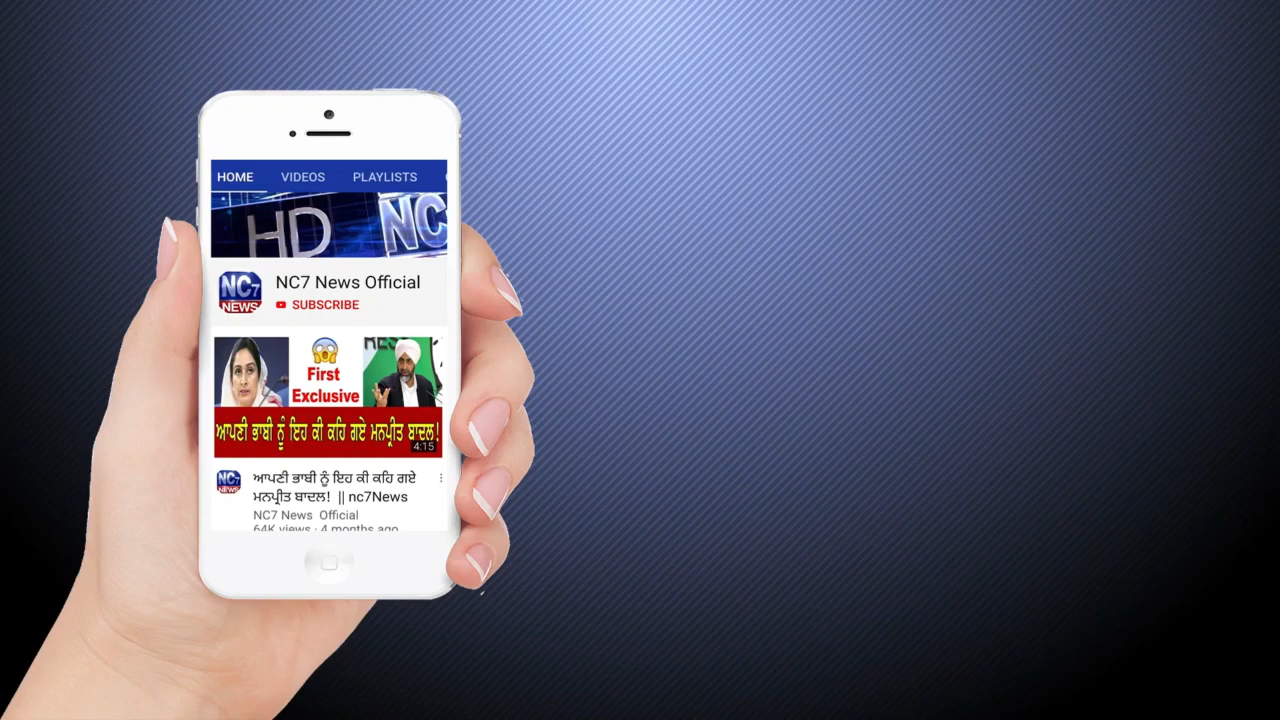 HOME VIDEOS PLAYLISTS
HD NC
NC7 NEWS
NC7 News Official
SUBSCRIBE
First
Exclusive
ਆਪਣੀ ਭਾਬੀ ਨੂੰ ਇਹ ਕੀ ਕਹਿ ਗਏ ਮਨਪ੍ਰੀਤ ਬਾਦਲ!
4:15
NC7 NEWS
ਆਪਣੀ ਭਾਬੀ ਨੂੰ ਇਹ ਕੀ ਕਹਿ ਗਏ
ਮਨਪ੍ਰੀਤ ਬਾਦਲ! || nc7News
NC7 News Official
64K views · 4 months ago